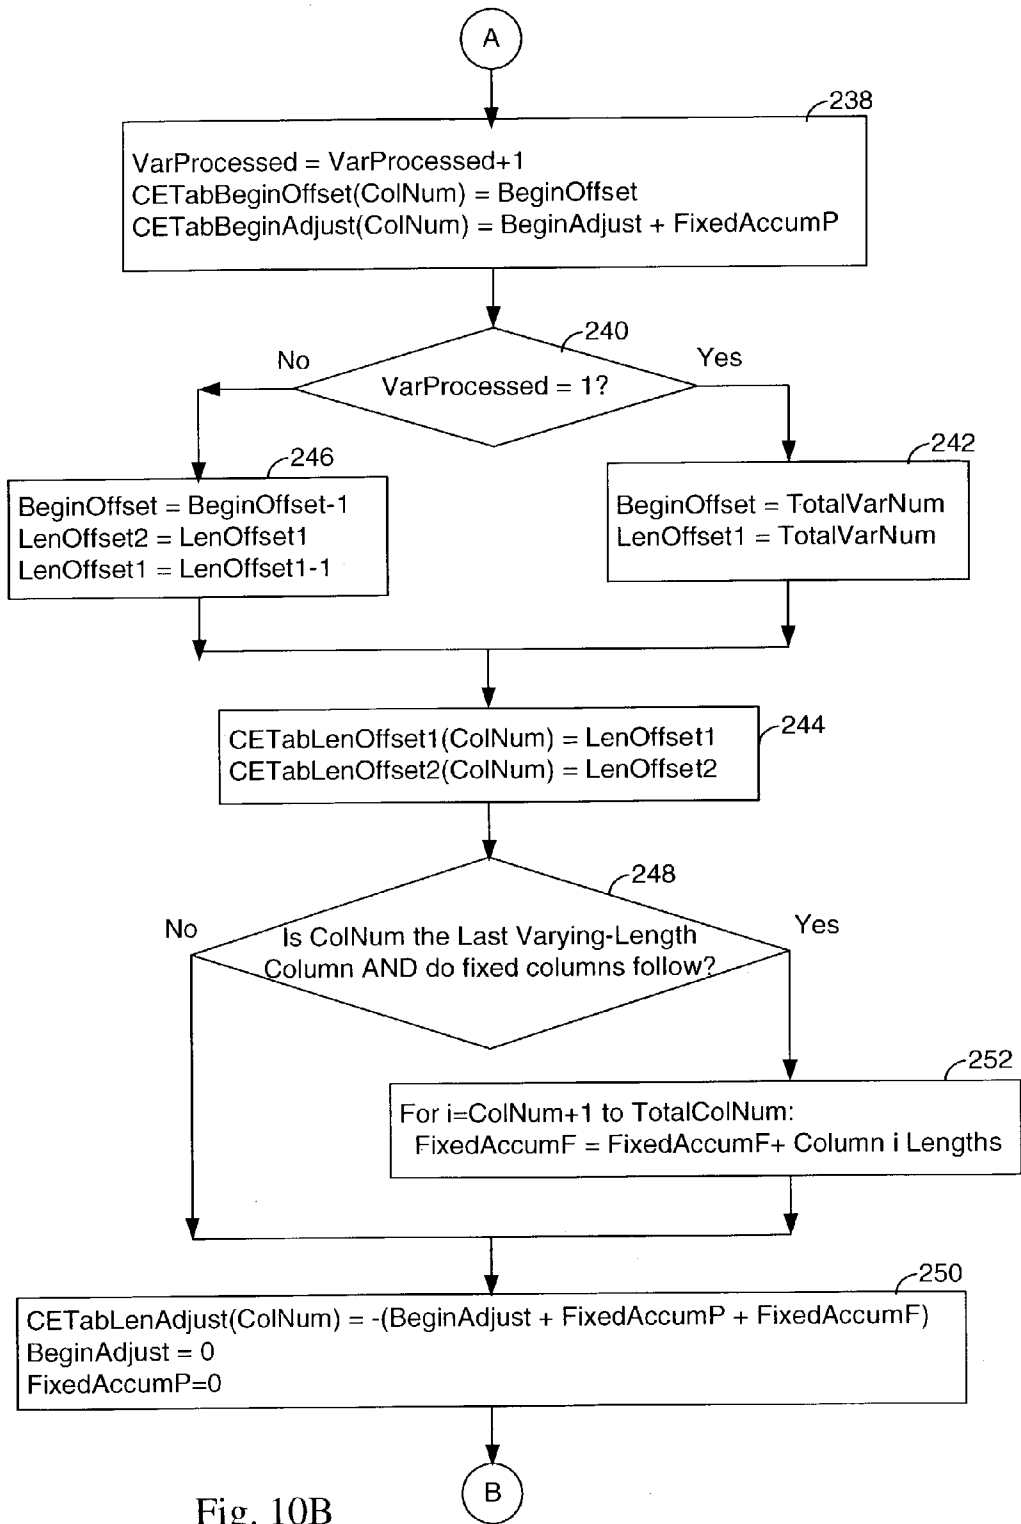 A
238
VarProcessed = VarProcessed+1
CETabBeginOffset(ColNum) = BeginOffset
CETabBeginAdjust(ColNum) = BeginAdjust + FixedAccumP
240
No
Yes
VarProcessed = 1?
246
BeginOffset = BeginOffset-1
LenOffset2 = LenOffset1
LenOffset1 = LenOffset1-1
242
BeginOffset = TotalVarNum
LenOffset1 = TotalVarNum
244
CETabLenOffset1(ColNum) = LenOffset1
CETabLenOffset2(ColNum) = LenOffset2
248
No
Yes
Is ColNum the Last Varying-Length
Column AND do fixed columns follow?
252
For i=ColNum+1 to TotalColNum:
FixedAccumF = FixedAccumF+ Column i Lengths
250
CETabLenAdjust(ColNum) = -(BeginAdjust + FixedAccumP + FixedAccumF)
BeginAdjust = 0
FixedAccumP=0
B
Fig. 10B